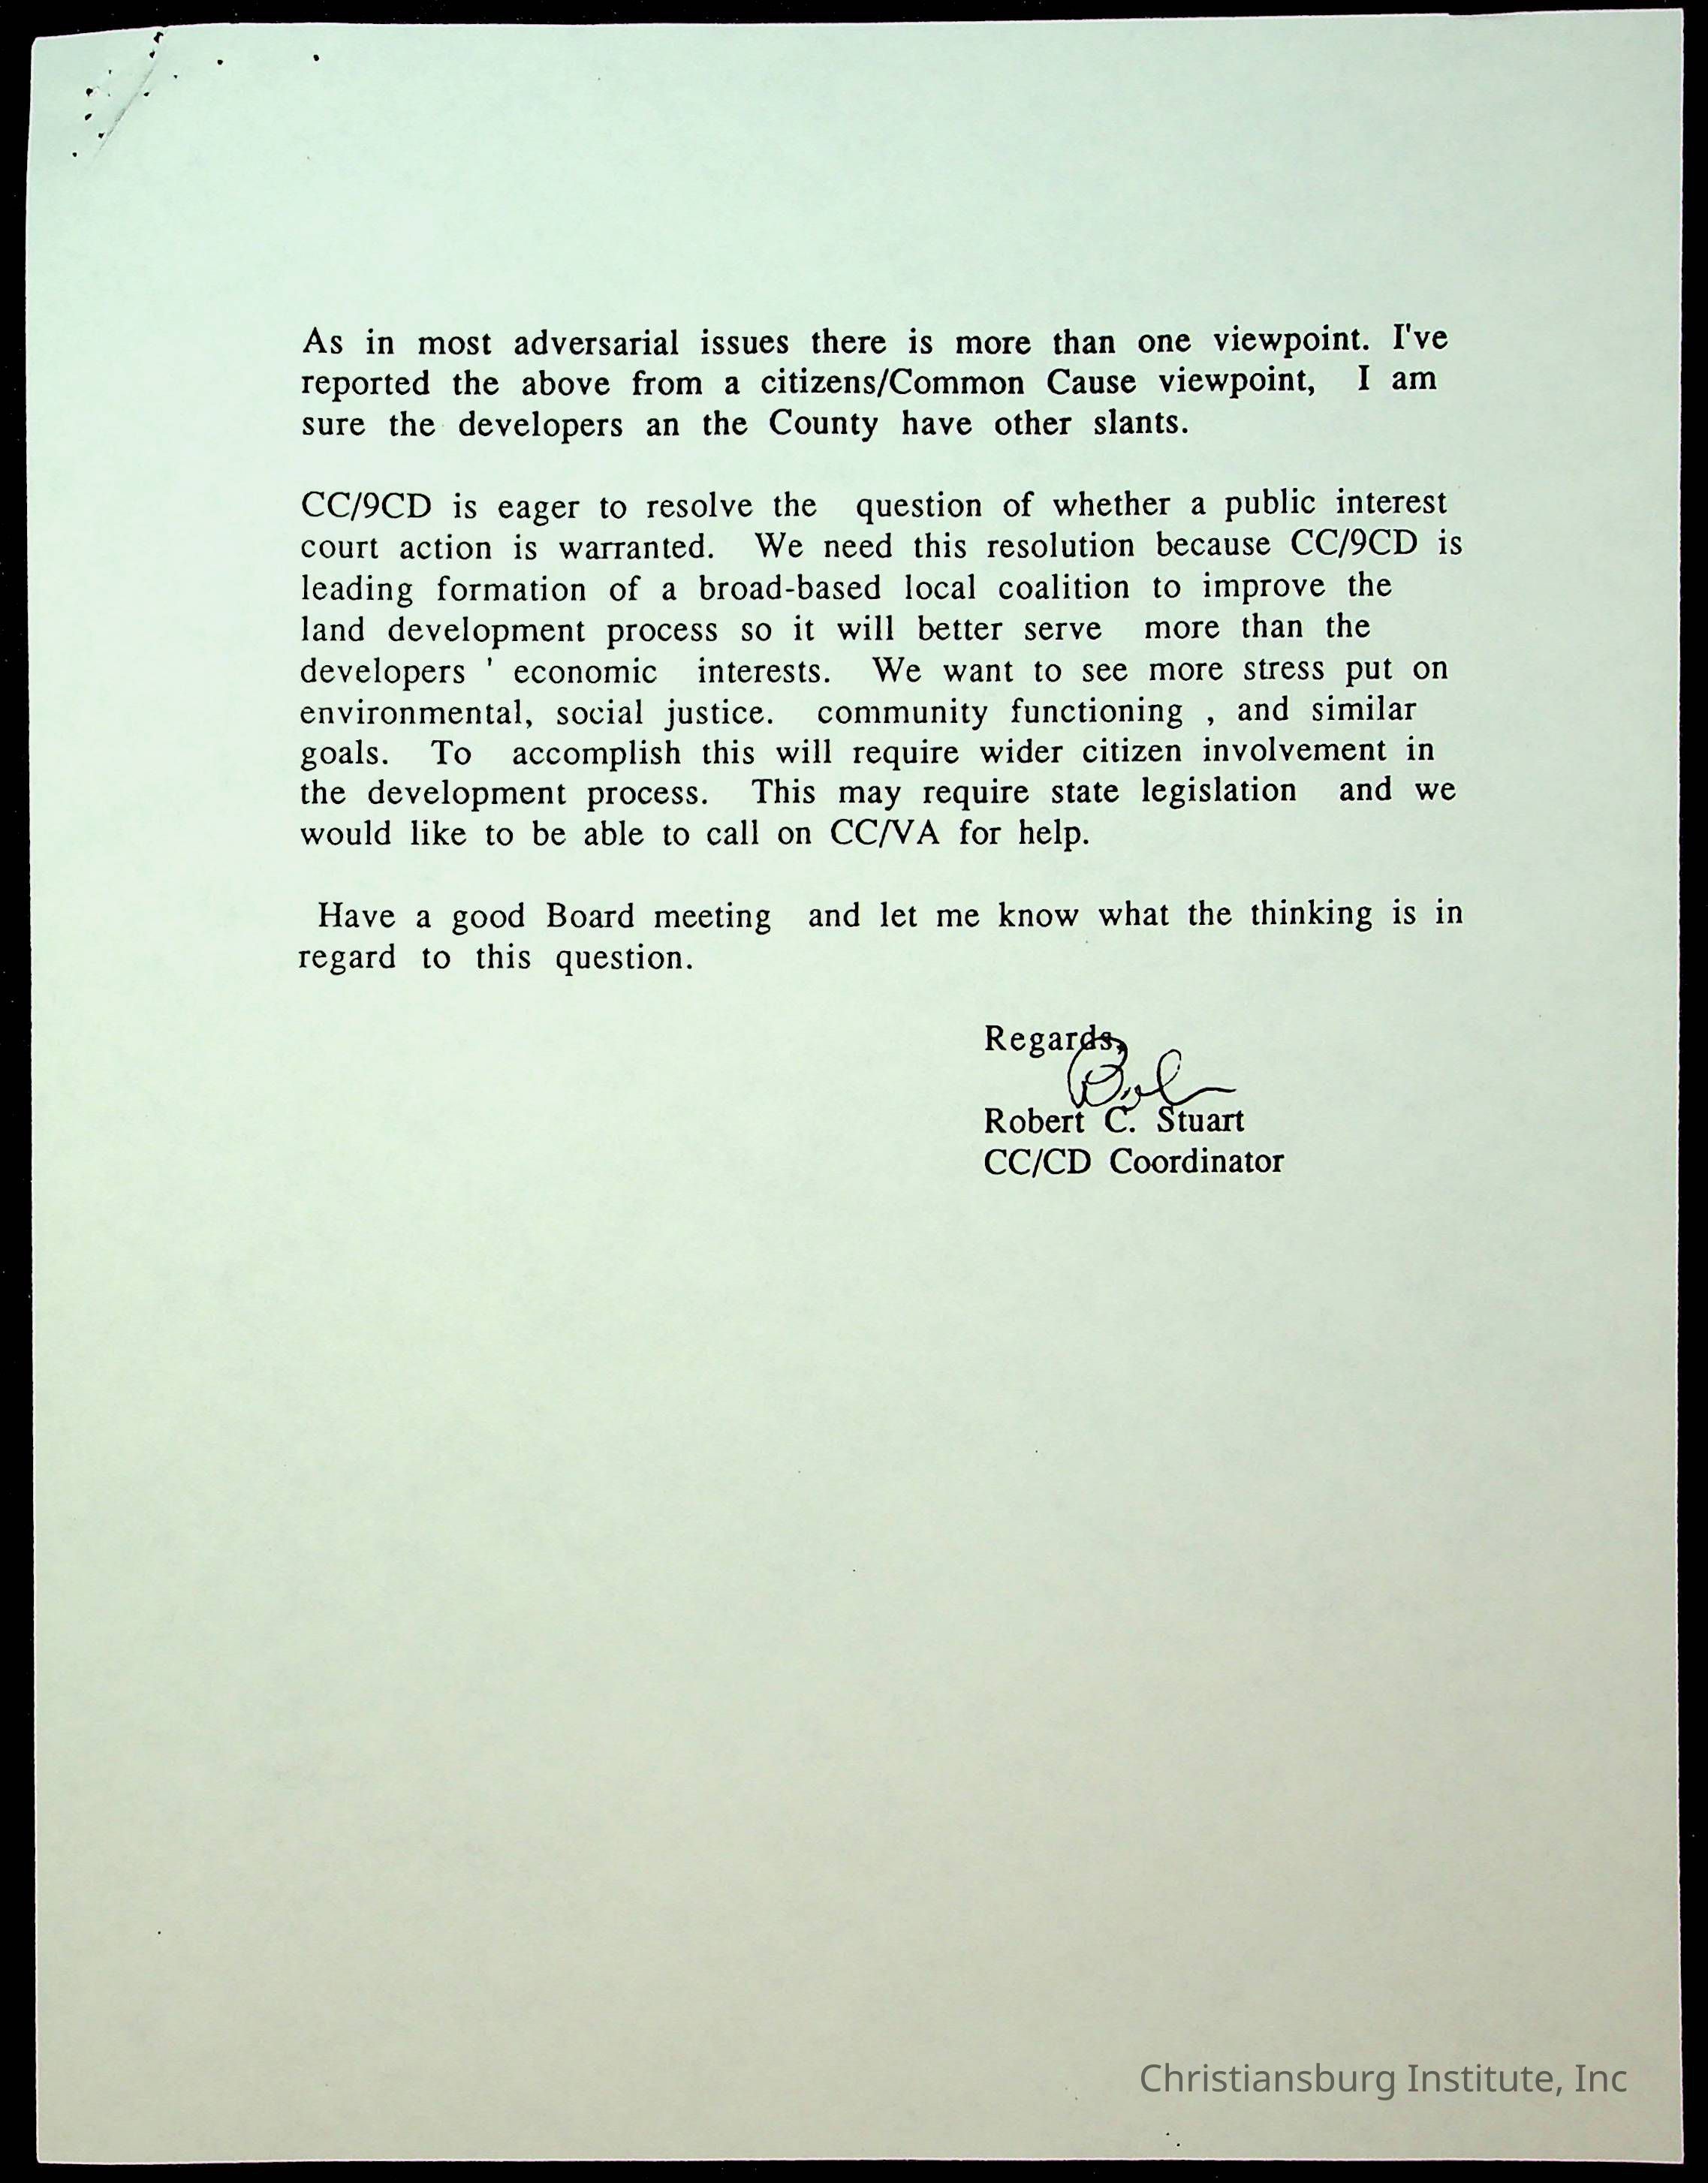 As in most adversarial issues there is more than one viewpoint. I've
reported the above from a citizens/Common Cause viewpoint, I am
sure the developers an the County have other slants.
CC/9CD is eager to resolve the question of whether a public interest
court action is warranted. We need this resolution because CC/9CD is
leading formation of a broad-based local coalition to improve the
land development process so it will better serve more than the
developers ' economic interests. We want to see more stress put on
environmental, social justice. community functioning , and similar
goals. To accomplish this will require wider citizen involvement in
the development process. This may require state legislation and we
would like to be able to call on CC/VA for help.
Have a good Board meeting and let me know what the thinking is in
regard to this question.
Regards,
Bob
Robert C. Stuart
CC/CD Coordinator
Christiansburg Institute, Inc